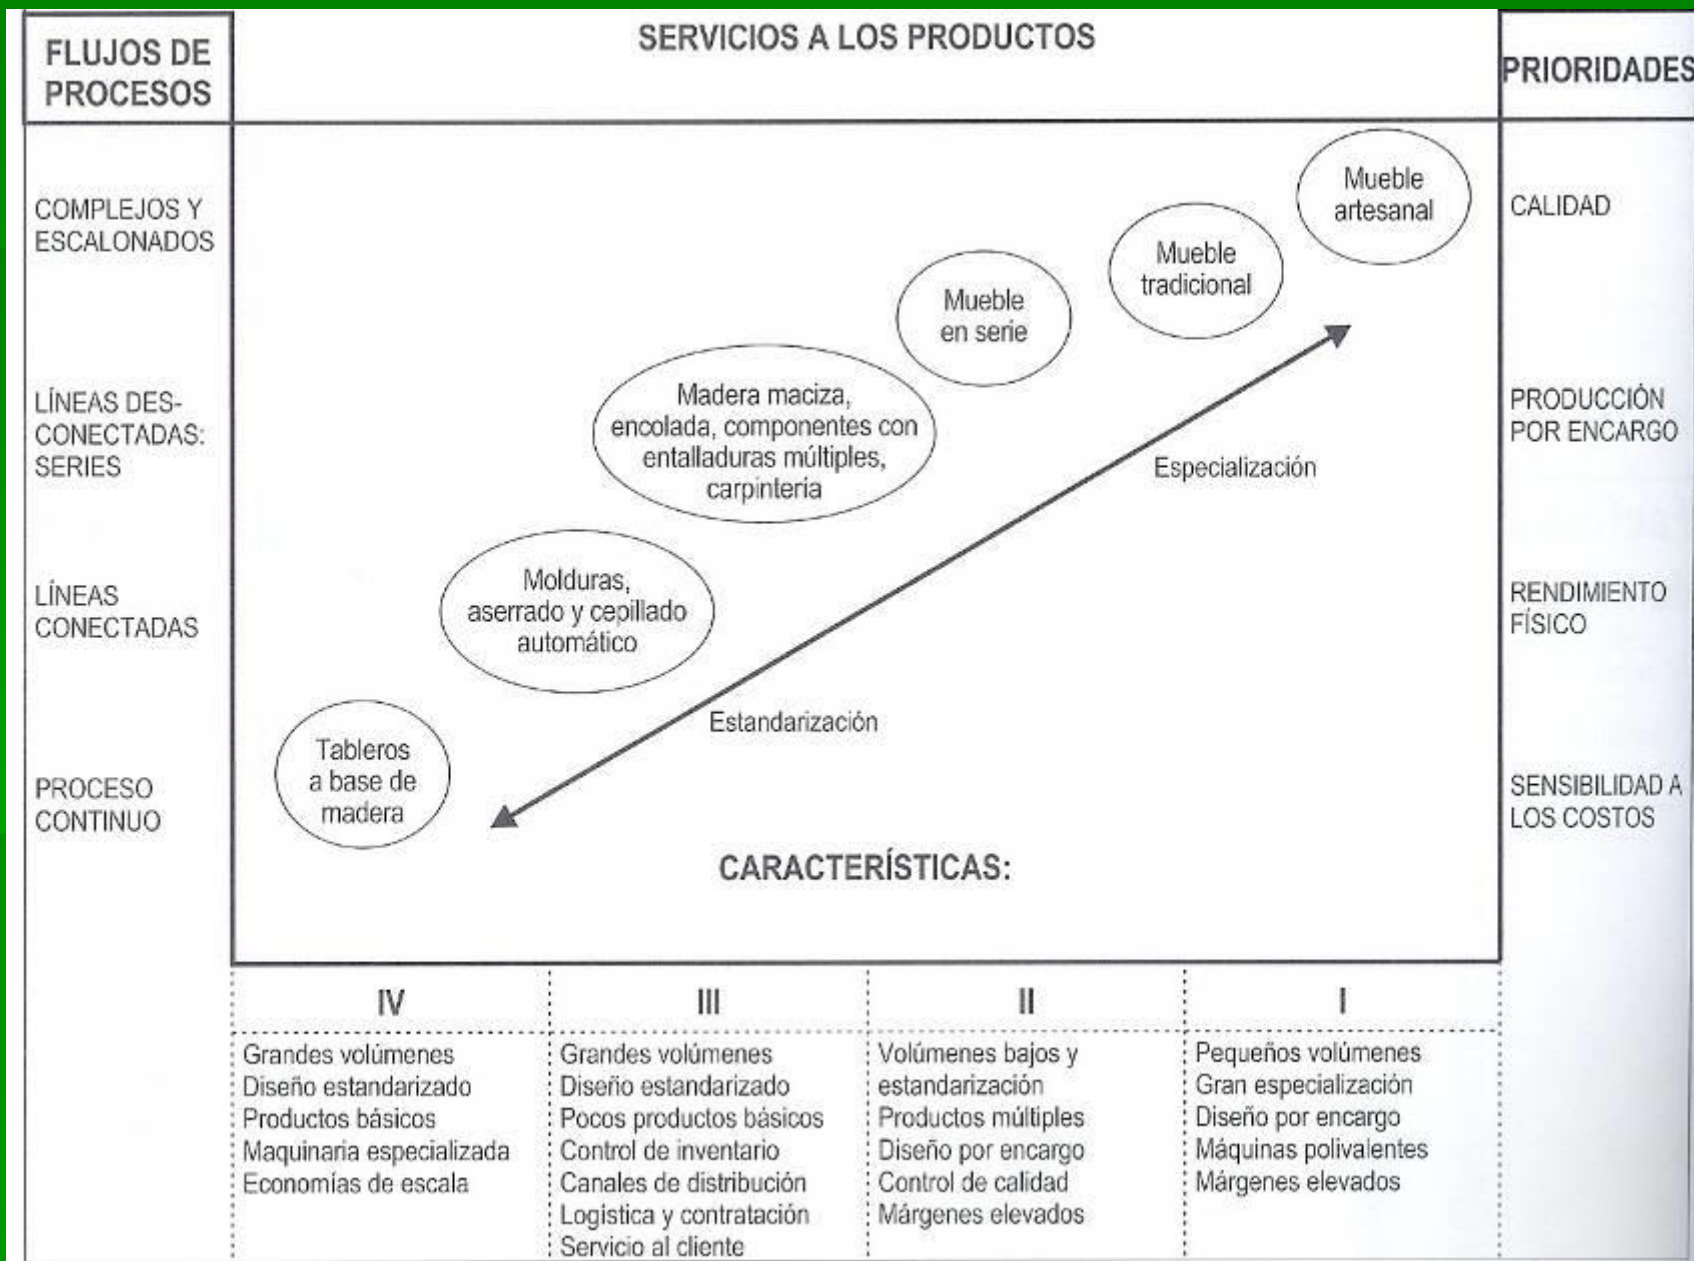 FLUJOS DE
PROCESOS
SERVICIOS A LOS PRODUCTOS
PRIORIDADES
COMPLEJOS Y
ESCALONADOS
LÍNEAS DES-
CONECTADAS:
SERIES
LÍNEAS
CONECTADAS
PROCESO
CONTINUO
Mueble
artesanal
Mueble
tradicional
Mueble
en serie
Madera maciza,
encolada, componentes con
entalladuras múltiples,
carpintería
Especialización
Molduras,
aserrado y cepillado
automático
Estandarización
Tableros
a base de
madera
CARACTERÍSTICAS:
CALIDAD
PRODUCCIÓN
POR ENCARGO
RENDIMIENTO
FÍSICO
SENSIBILIDAD A
LOS COSTOS
IV
Grandes volúmenes
Diseño estandarizado
Productos básicos
Maquinaria especializada
Economías de escala
III
Grandes volúmenes
Diseño estandarizado
Pocos productos básicos
Control de inventario
Canales de distribución
Logística y contratación
Servicio al cliente
II
Volúmenes bajos y
estandarización
Productos múltiples
Diseño por encargo
Control de calidad
Márgenes elevados
I
Pequeños volúmenes
Gran especialización
Diseño por encargo
Máquinas polivalentes
Márgenes elevados